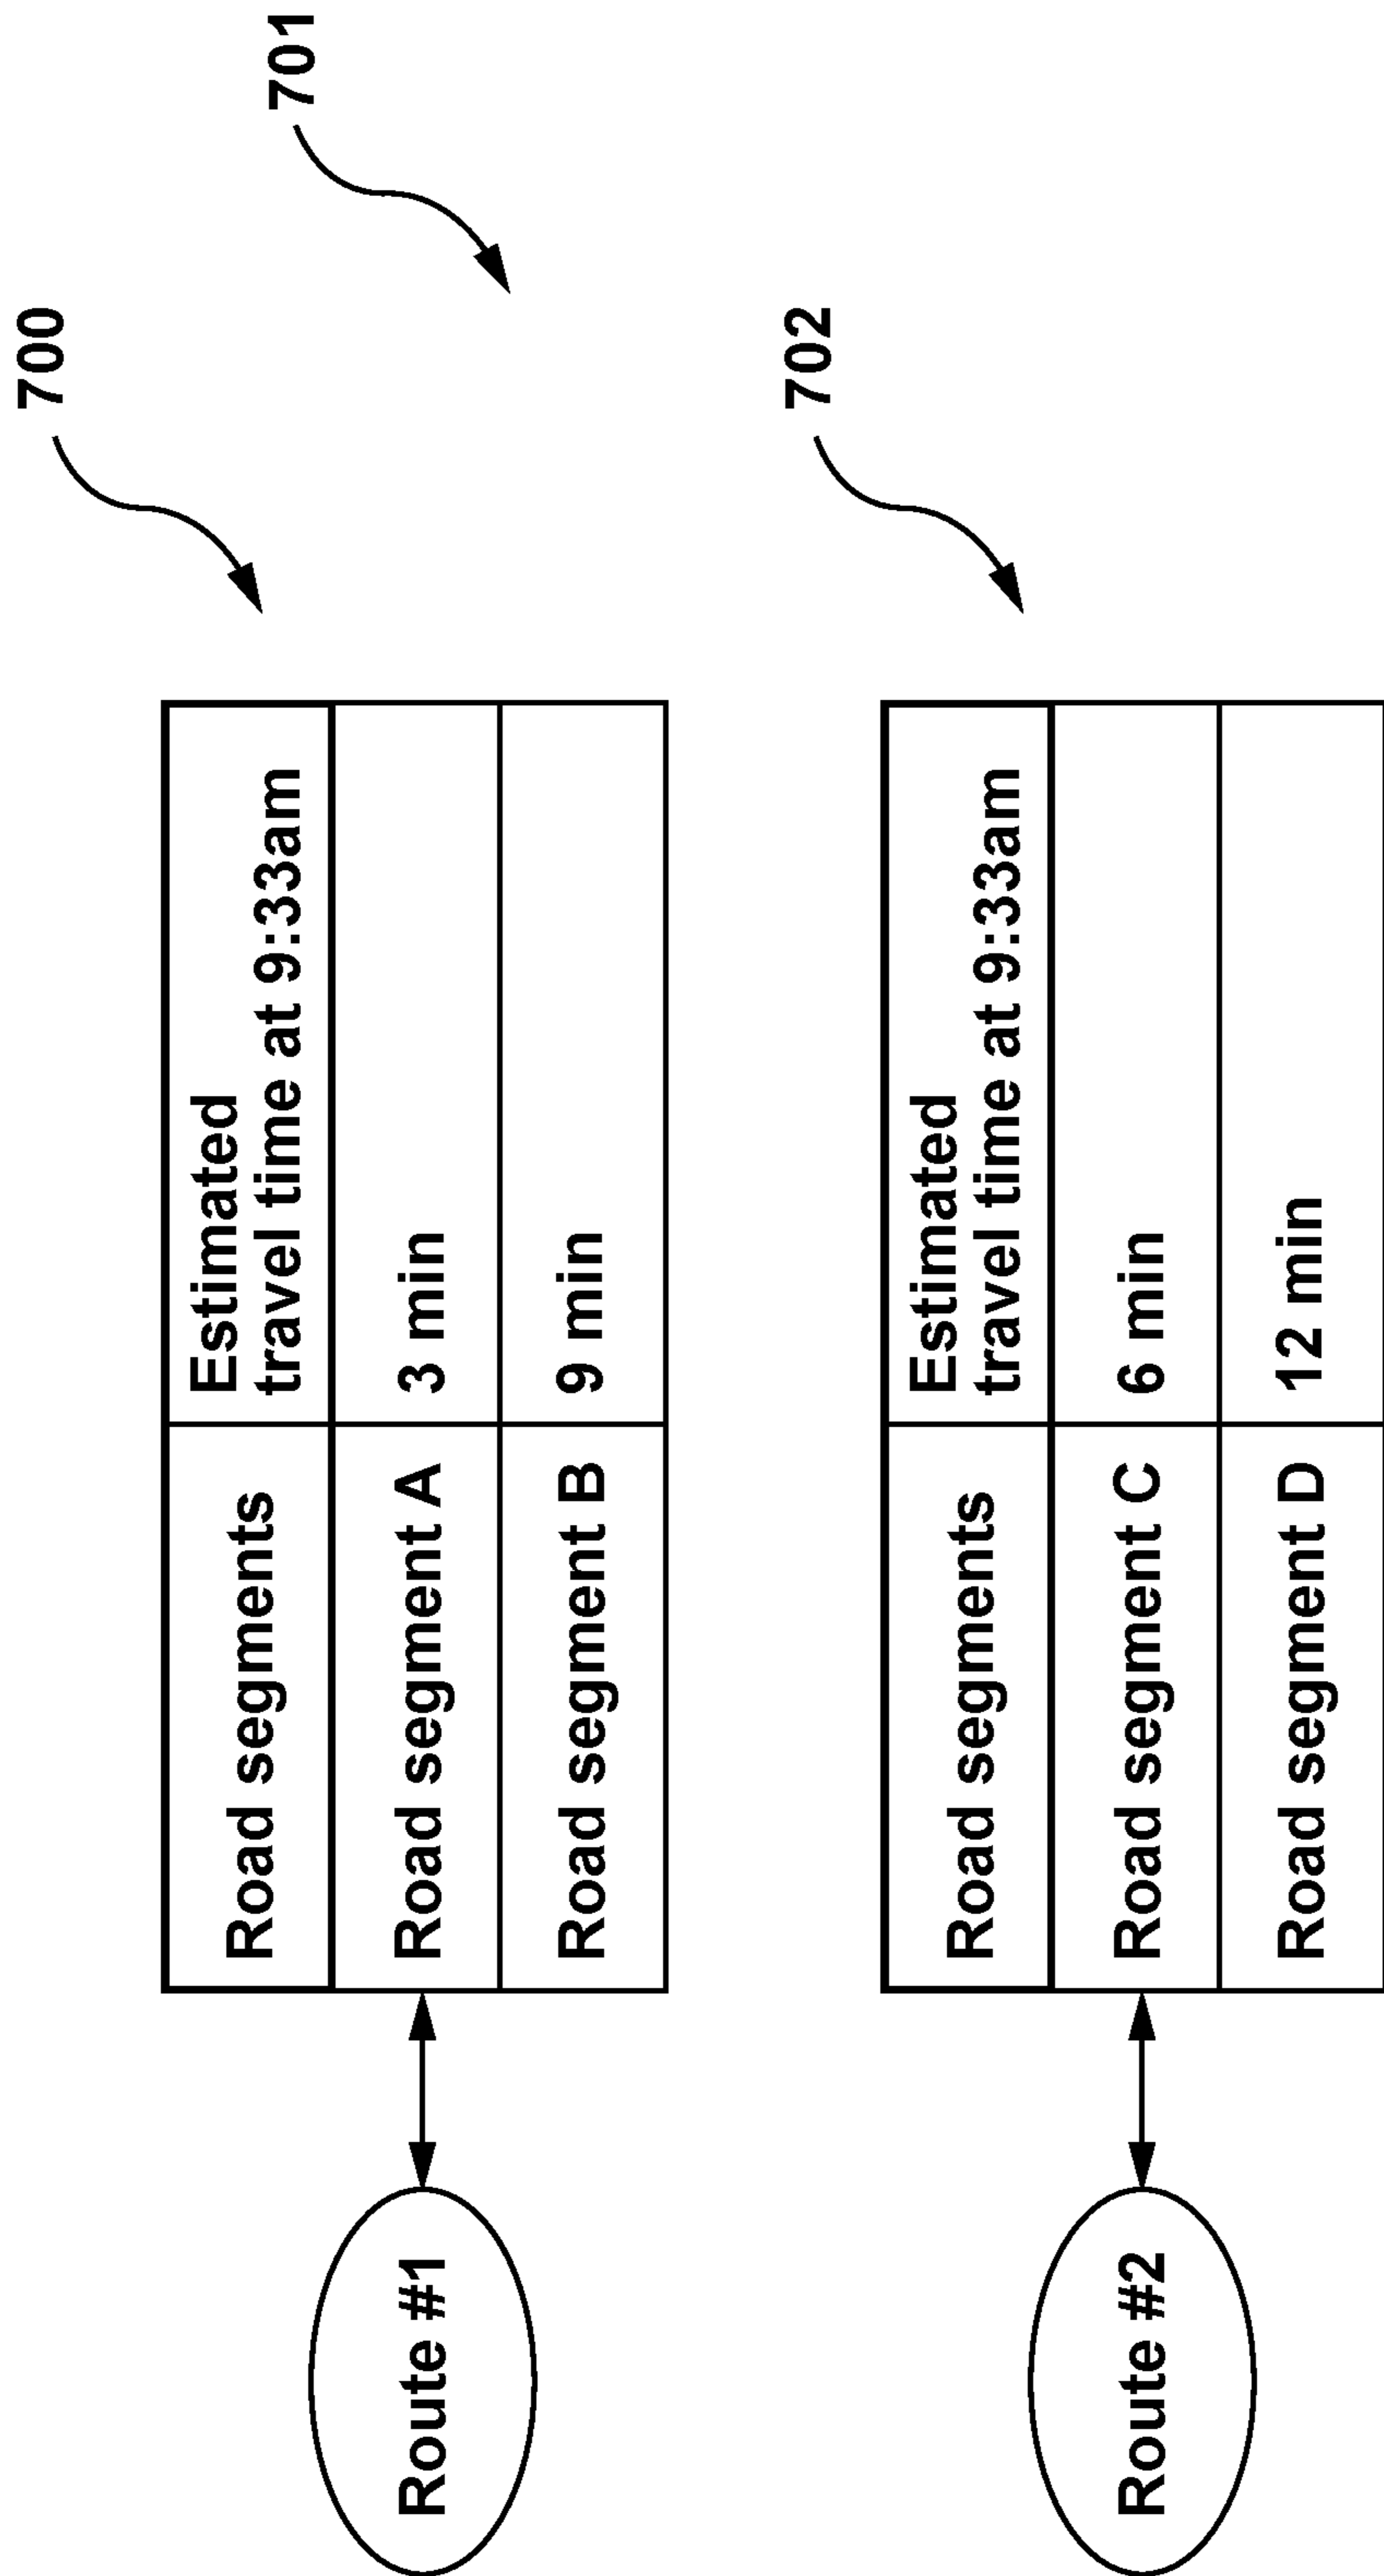 700
701
Road segments
Estimated
travel time at 9:33am
Route #1
Road segment A
3 min
Road segment B
9 min
702
Road segments
Estimated
travel time at 9:33am
Route #2
Road segment C
6 min
Road segment D
12 min